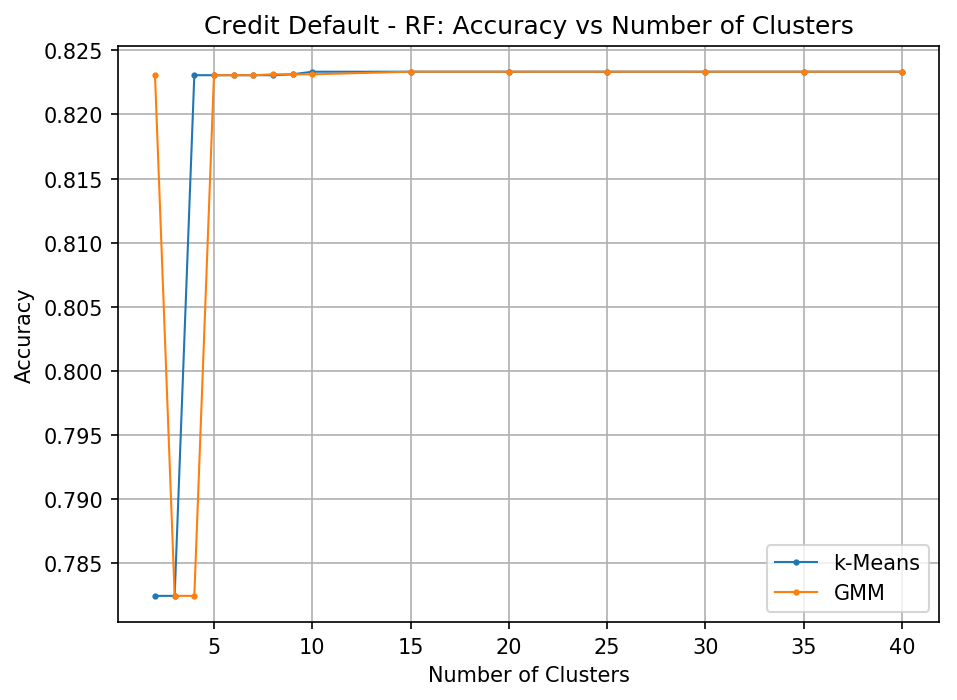 Credit Default - RF: Accuracy vs Number of Clusters
0.825
0.820
0.815
0.810
0.805
0.800
0.795
0.790
0.785
Accuracy
k-Means
GMM
5 10 15 20 25 30 35 40
Number of Clusters